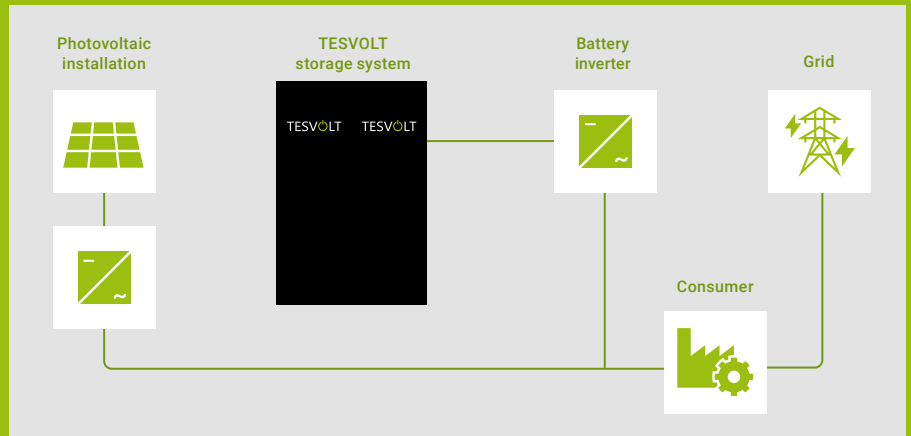 Photovoltaic
installation
TESVOLT
storage system
Battery
inverter
Grid
TESVOLT TESVOLT
Consumer